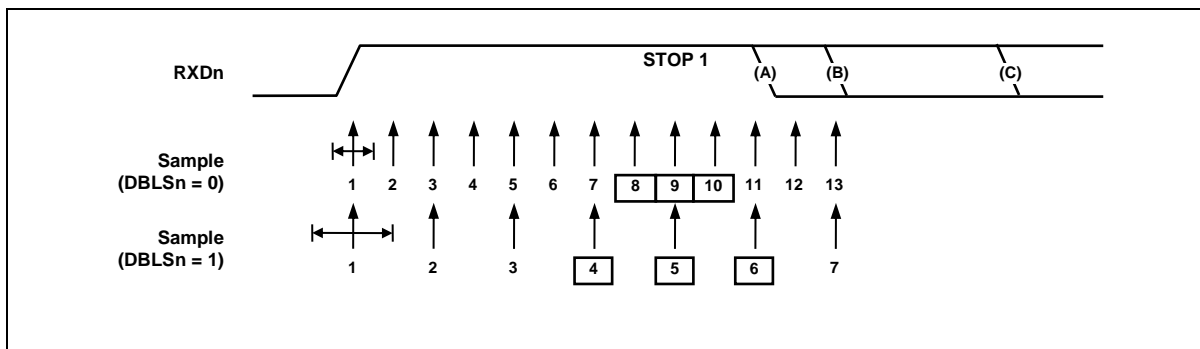 RXDn
STOP 1
(A)
(B)
(C)
Sample
(DBLSn = 0)
1 2 3 4 5 6 7 8 9 10 11 12 13
Sample
(DBLSn = 1)
1 2 3 4 5 6 7